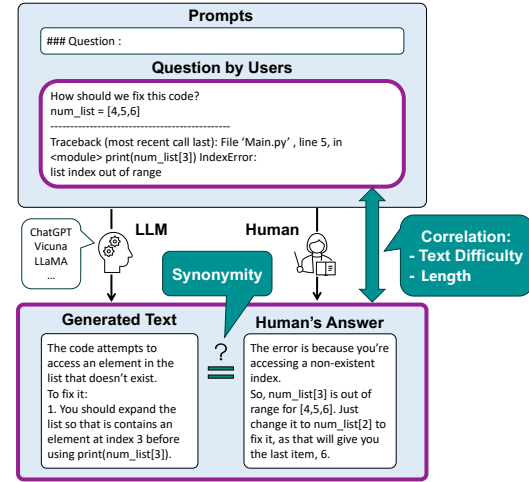 Prompts
### Question :
Question by Users
How should we fix this code?
num_list = [4,5,6]
----------------------------------------------
Traceback (most recent call last): File ‘Main.py’ , line 5, in
<module> print(num_list[3]) IndexError:
list index out of range
ChatGPT
Vicuna
LLaMA
...
LLM
Human
Correlation:
- Text Difficulty
- Length
Synonymity
Generated Text
The code attempts to
access an element in the
list that doesn’t exist.
To fix it:
1. You should expand the
list so that is contains an
element at index 3 before
using print(num_list[3]).
?
=
Human’s Answer
The error is because you’re
accessing a non-existent
index.
So, num_list[3] is out of
range for [4,5,6]. Just
change it to num_list[2] to
fix it, as that will give you
the last item, 6.